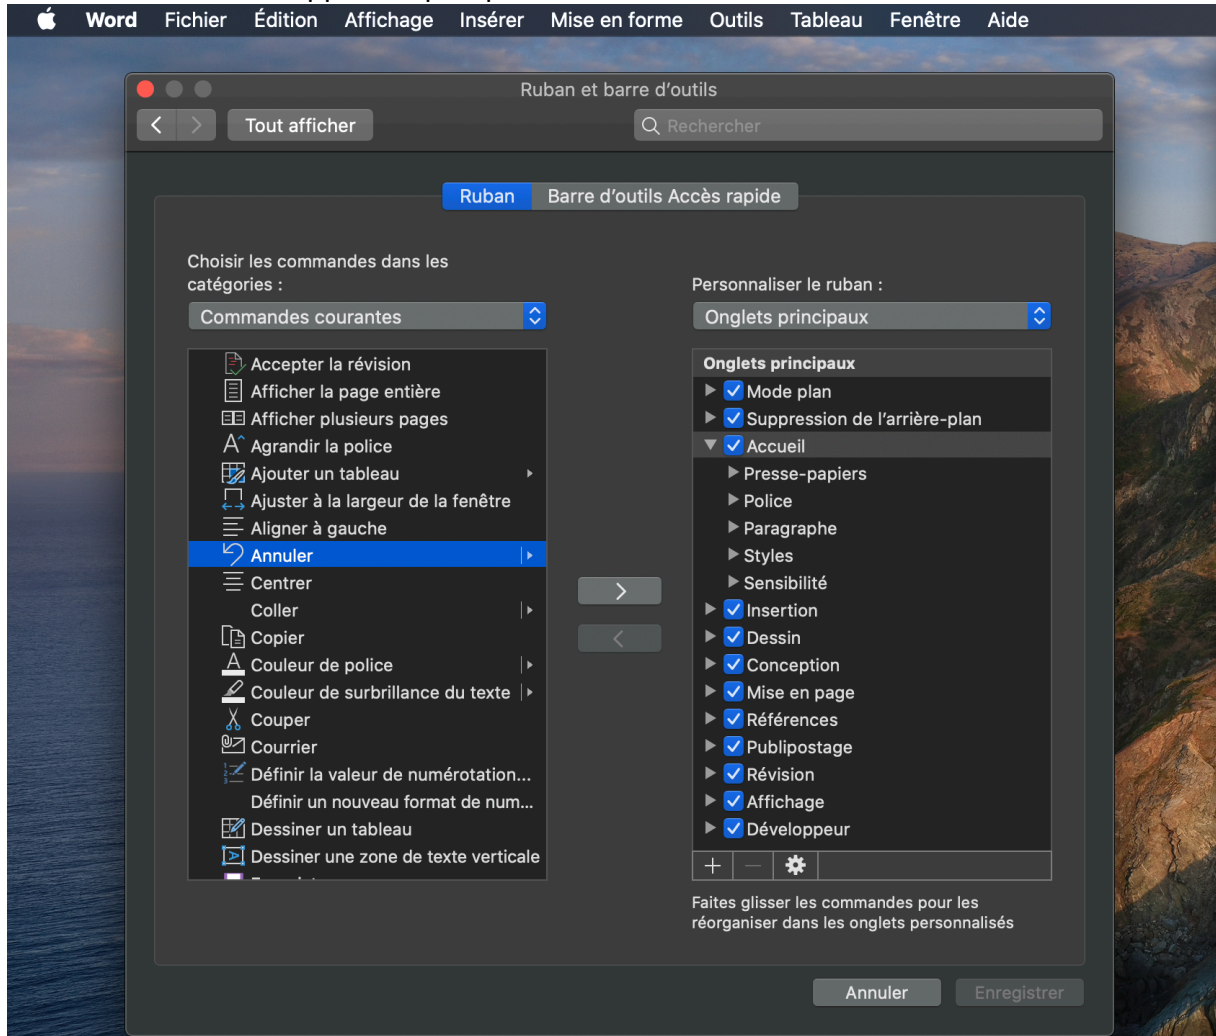 Word Fichier Édition Affichage Insérer Mise en forme Outils Tableau Fenêtre Aide
Ruban et barre d'outils
Tout afficher
Rechercher
Ruban Barre d'outils Accès rapide
Choisir les commandes dans les
catégories :
Commandes courantes
Accepter la révision
Afficher la page entière
Afficher plusieurs pages
Agrandir la police
Ajouter un tableau
Ajuster à la largeur de la fenêtre
Aligner à gauche
Annuler
Centrer
Coller
Copier
Couleur de police
Couleur de surbrillance du texte
Couper
Courrier
Définir la valeur de numérotation...
Définir un nouveau format de num...
Dessiner un tableau
Dessiner une zone de texte verticale
Personnaliser le ruban :
Onglets principaux
Onglets principaux
Mode plan
Suppression de l'arrière-plan
Accueil
Presse-papiers
Police
Paragraphe
Styles
Sensibilité
Insertion
Dessin
Conception
Mise en page
Références
Publipostage
Révision
Affichage
Développeur
Faites glisser les commandes pour les
réorganiser dans les onglets personnalisés
Annuler Enregistrer